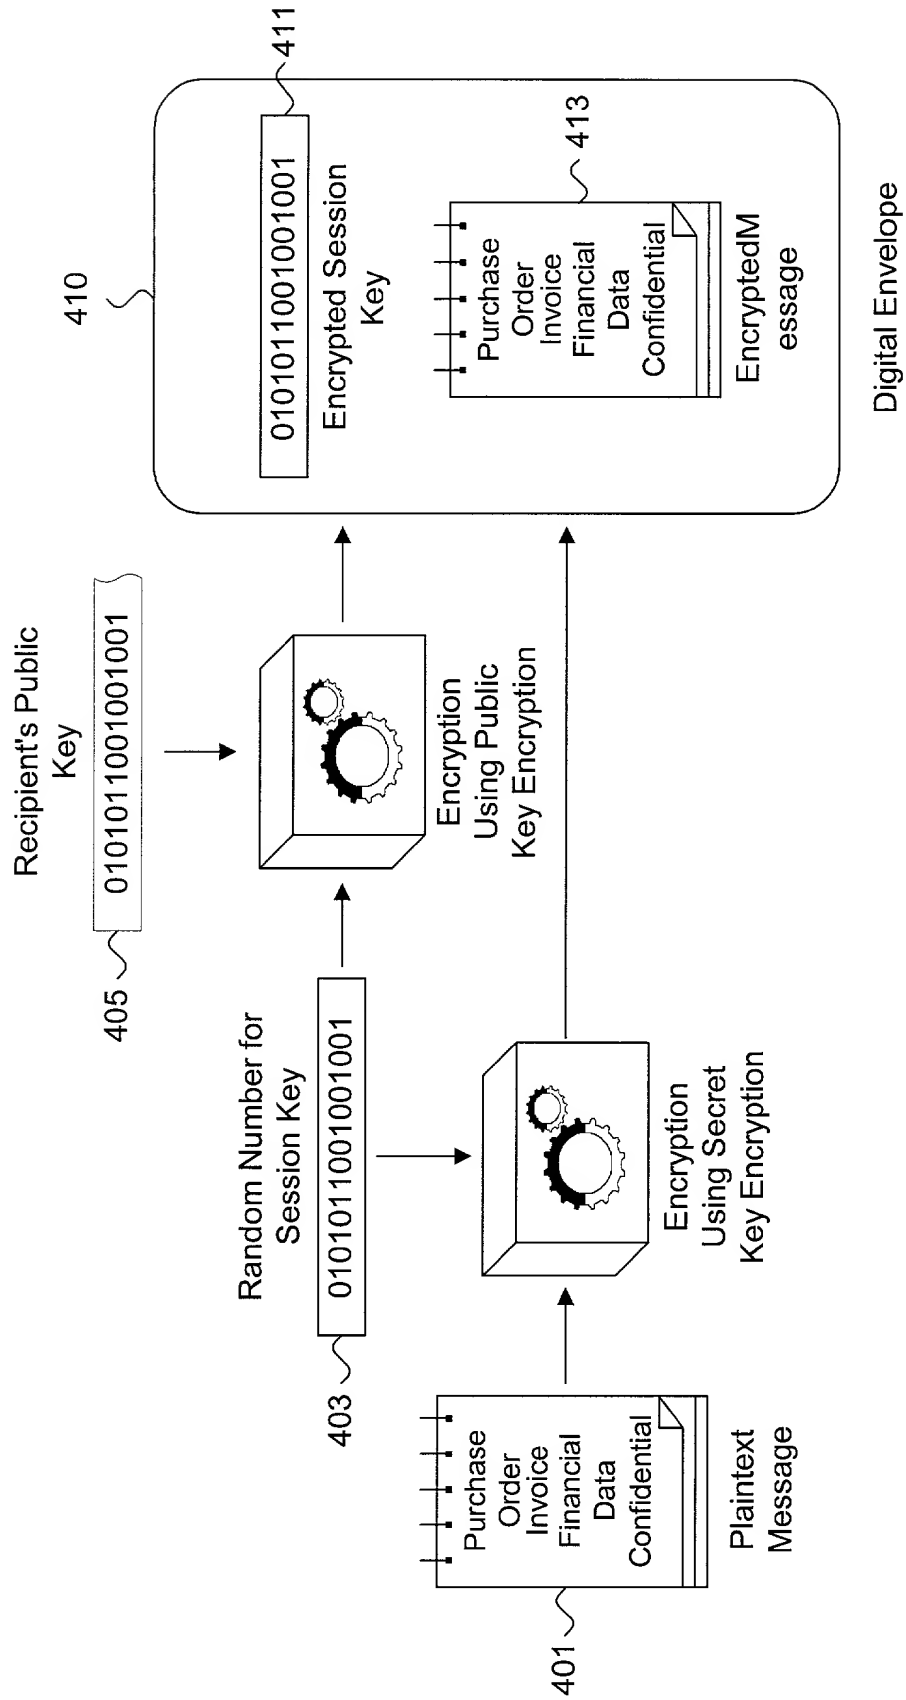 Recipient's Public
Key
0101011001001001
405
410
411
0101011001001001
Encrypted Session
Key
Random Number for
Session Key
0101011001001001
403
Encryption
Using Public
Key Encryption
Purchase
Order
Invoice
Financial
Data
Confidential
401
Plaintext
Message
Encryption
Using Secret
Key Encryption
Purchase
Order
Invoice
Financial
Data
Confidential
413
EncryptedM
essage
Digital Envelope